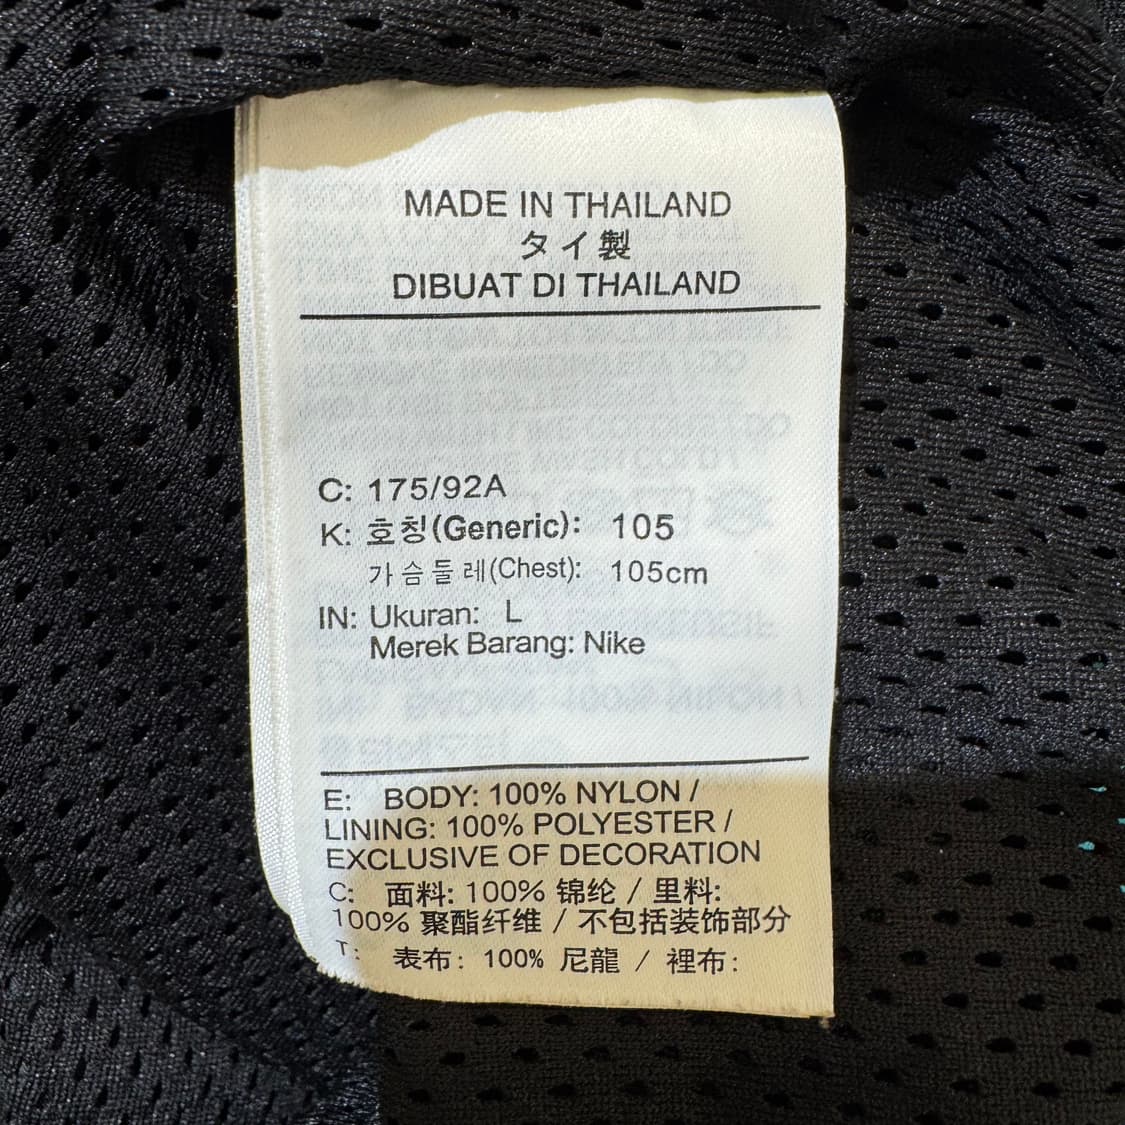 MADE IN THAILAND
タイ製
DIBUAT DI THAILAND
C: 175/92A
K: 호칭(Generic): 105
가슴둘레(Chest): 105cm
IN: Ukuran: L
Merek Barang: Nike
E: BODY: 100% NYLON /
LINING: 100% POLYESTER /
EXCLUSIVE OF DECORATION
C: 面料: 100% 锦纶 / 里料:
100% 聚酯纤维 / 不包括装饰部分
T: 表布: 100% 尼龍 / 裡布: